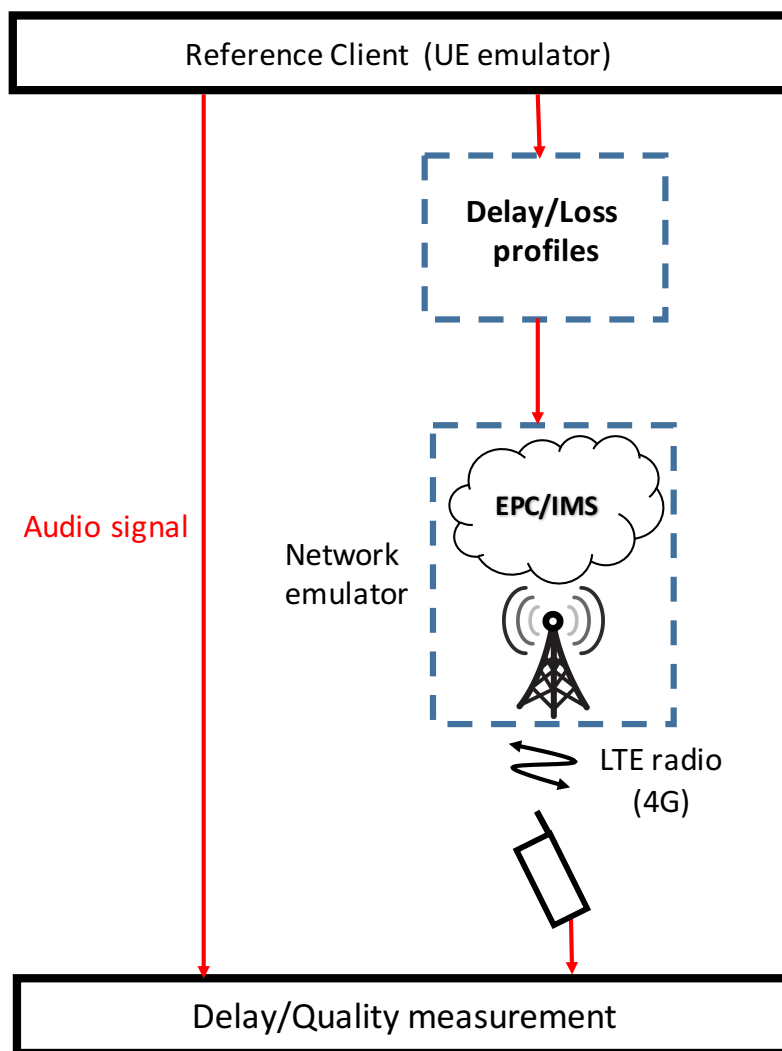 Reference Client (UE emulator)
Delay/Loss
profiles
EPC/IMS
Audio signal
Network
emulator
LTE radio
(4G)
Delay/Quality measurement